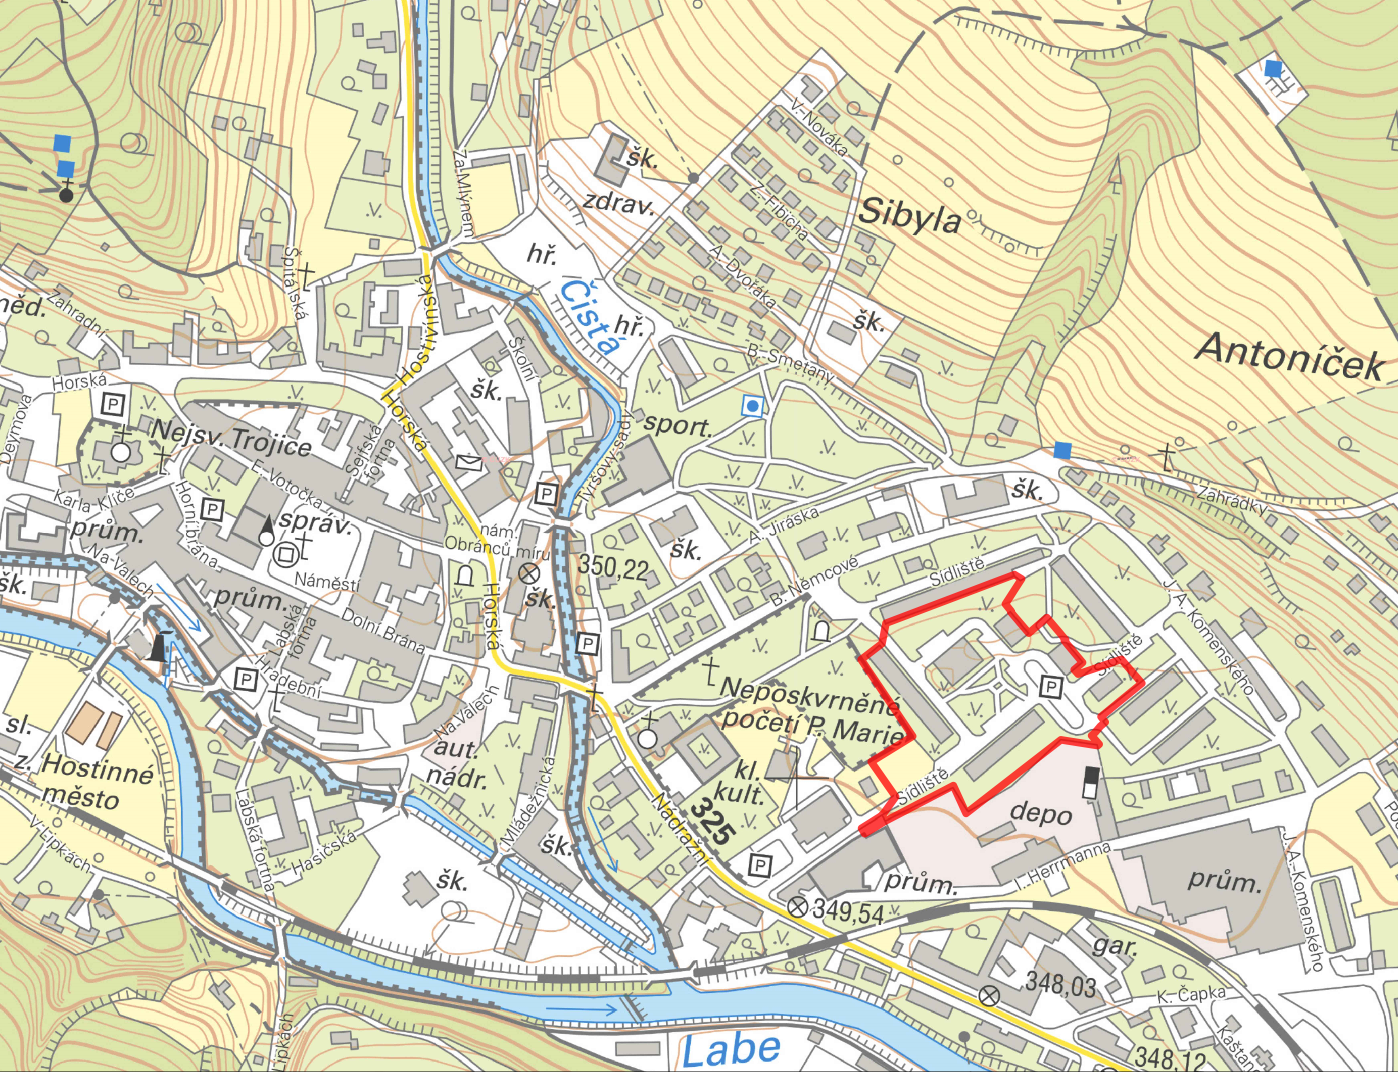 V. Nováka
Za Mlýnem
šk.
zdrav.
Z. Fibicha
Sibyla
hř.
A. Dvořáka
Špitálská
Hostinská
Čistá
hř.
šk.
něd.
Zahradní
Školní
B. Smetany
Antoníček
Horská
P
šk.
Horská
Deymova
Nejsv. Trojice
Sejfská
fortna
sport.
Tyršovy sady
F. Votočka
P
šk.
Karla Klíče
Horní brána
P
správ.
Zahrádky
prům.
nám.
Obránců míru
A. Jiráska
šk.
350,22
Na Valech
Náměstí
B. Němcové
Sídliště
šk.
prům.
Horská
šk.
J. A. Komenského
Labská
fortna
Dolní Brána
P
Sídliště
Hradební
P
P
Neposkvrněné
početí P. Marie
sl.
Na Valech
aut.
nádr.
z. Hostinné
město
kl.
kult.
Sídliště
Mládežnická
Nádražní
325
depo
V Lipkách
Labská fortna
Hasičská
šk.
P
I. Herrmanna
šk.
prům.
prům.
J. A. Komenského
349,54
gar.
348,03
K. Čapka
Lipkách
Labe
Kaštan
348,12